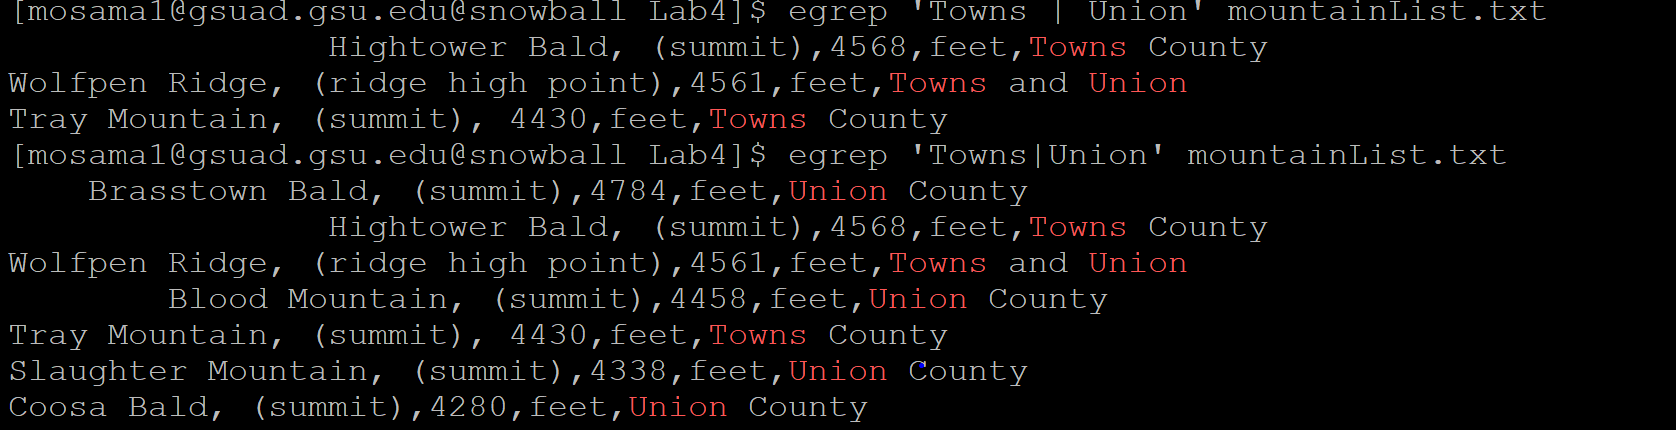 [mosama1@gsuad.gsu.edu@snowball Lab4]$ egrep 'Towns | Union' mountainList.txt
Hightower Bald, (summit),4568,feet,Towns County
Wolfpen Ridge, (ridge high point),4561,feet,Towns and Union
Tray Mountain, (summit), 4430,feet,Towns County
[mosama1@gsuad.gsu.edu@snowball Lab4]$ egrep 'Towns|Union' mountainList.txt
Brasstown Bald, (summit),4784,feet,Union County
Hightower Bald, (summit),4568,feet,Towns County
Wolfpen Ridge, (ridge high point),4561,feet,Towns and Union
Blood Mountain, (summit),4458,feet,Union County
Tray Mountain, (summit), 4430,feet,Towns County
Slaughter Mountain, (summit),4338,feet,Union County
Coosa Bald, (summit),4280,feet,Union County